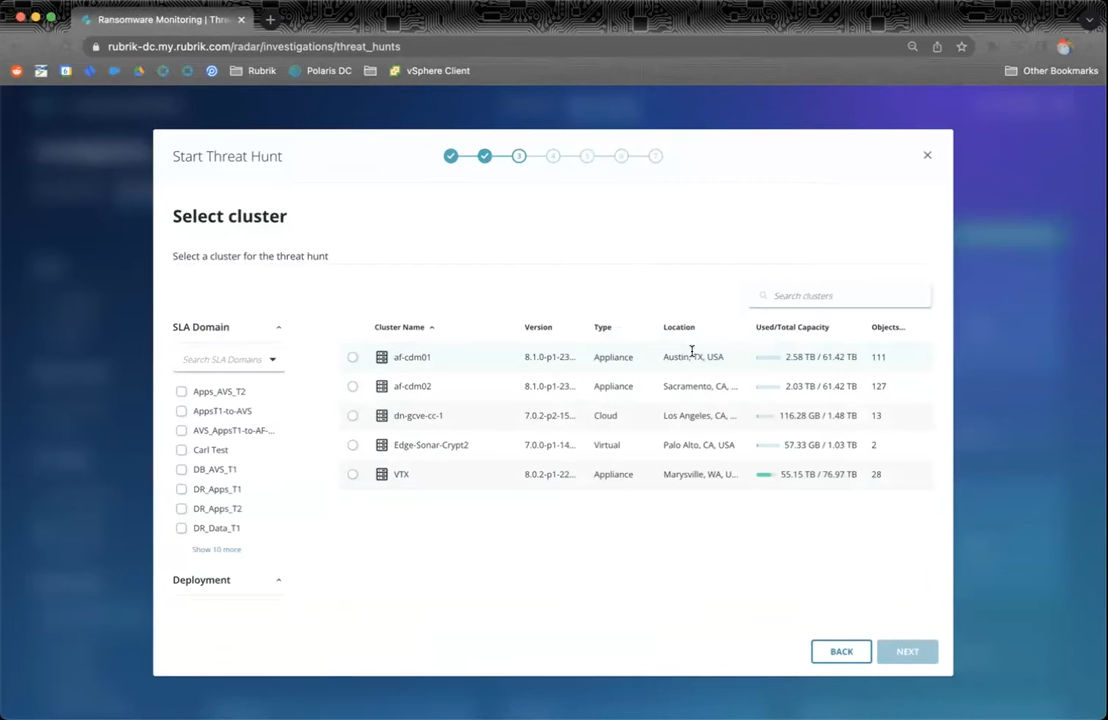 Ransomware Monitoring | Thre
rubrik-dc.my.rubrik.com/radar/investigations/threat_hunts
Rubrik
Polaris DC
vSphere Client
Other Bookmarks
Start Threat Hunt
3
4
5
6
7
Select cluster
Select a cluster for the threat hunt
Search clusters
SLA Domain
Search SLA Domains
Apps_AVS_T2
AppsT1-to-AVS
AVS_AppsT1-to-AF-...
Carl Test
DB_AVS_T1
DR_Apps_T1
DR_Apps_T2
DR_Data_T1
Show 10 more
Deployment
Cluster Name Version Type Location Used/Total Capacity Objects...
af-cdm01 8.1.0-p1-23... Appliance Austin, TX, USA 2.58 TB / 61.42 TB 111
af-cdm02 8.1.0-p1-23... Appliance Sacramento, CA, ... 2.03 TB / 61.42 TB 127
dn-gcve-cc-1 7.0.2-p2-15... Cloud Los Angeles, CA, ... 116.28 GB / 1.48 TB 13
Edge-Sonar-Crypt2 7.0.0-p1-14... Virtual Palo Alto, CA, USA 57.33 GB / 1.03 TB 2
VTX 8.0.2-p1-22... Appliance Marysville, WA, U... 55.15 TB / 76.97 TB 28
BACK
NEXT